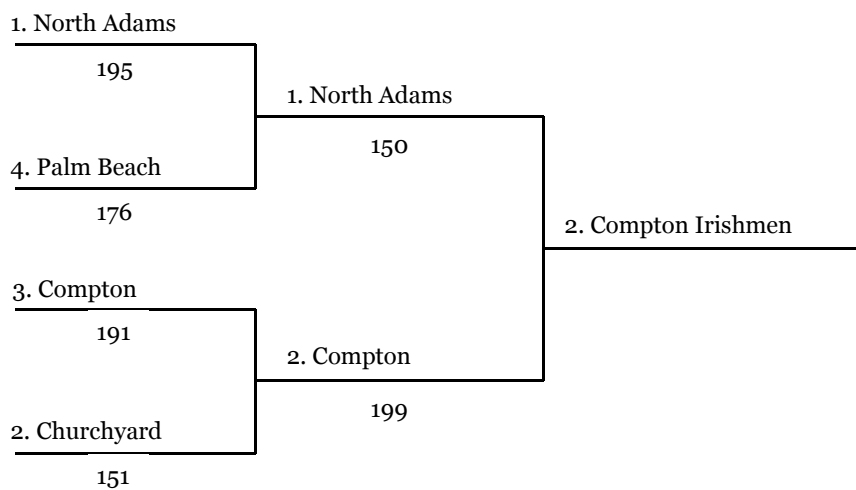 1. North Adams
195
1. North Adams
150
4. Palm Beach
176
2. Compton Irishmen
3. Compton
191
2. Compton
199
2. Churchyard
151